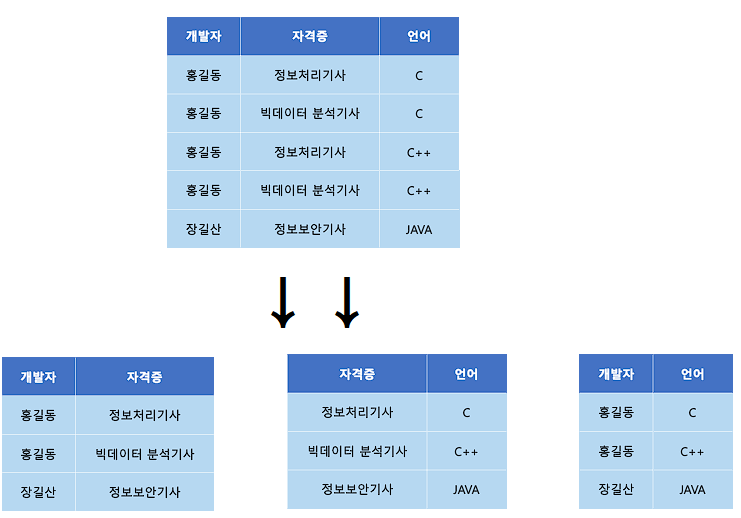 개발자 자격증 언어
홍길동 정보처리기사 C
홍길동 빅데이터 분석기사 C
홍길동 정보처리기사 C++
홍길동 빅데이터 분석기사 C++
장길산 정보보안기사 JAVA
개발자 자격증
홍길동 정보처리기사
홍길동 빅데이터 분석기사
장길산 정보보안기사
자격증 언어
정보처리기사 C
빅데이터 분석기사 C++
정보보안기사 JAVA
개발자 언어
홍길동 C
홍길동 C++
장길산 JAVA